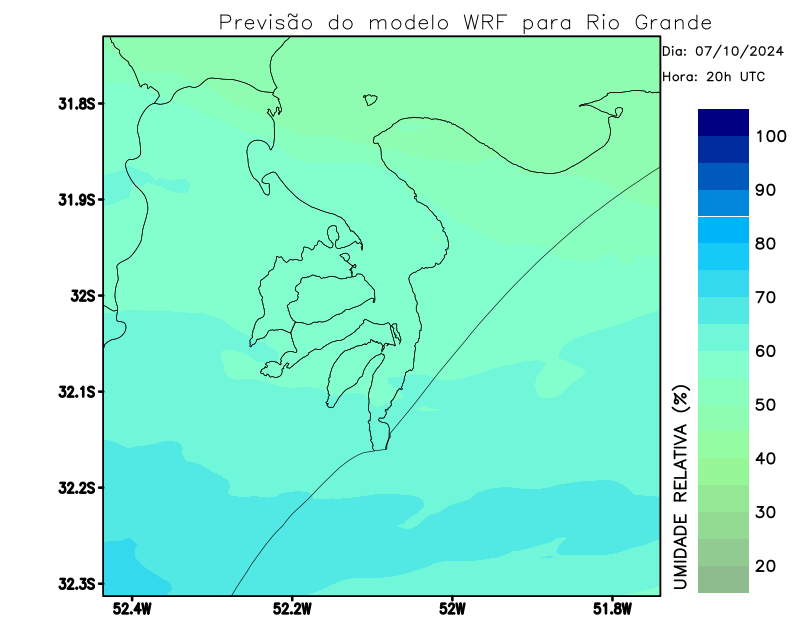 Previsão do modelo WRF para Rio Grande
Dia: 07/10/2024
Hora: 20h UTC
31.8S
31.9S
32S
32.1S
32.2S
32.3S
52.4W
52.2W
52W
51.8W
100
90
80
70
60
50
40
30
20
UMIDADE RELATIVA (%)